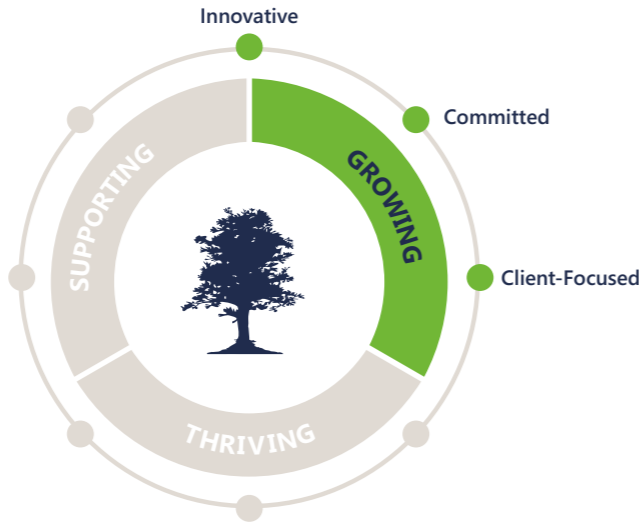 Innovative
Committed
GROWING
SUPPORTING
Client-Focused
THRIVING